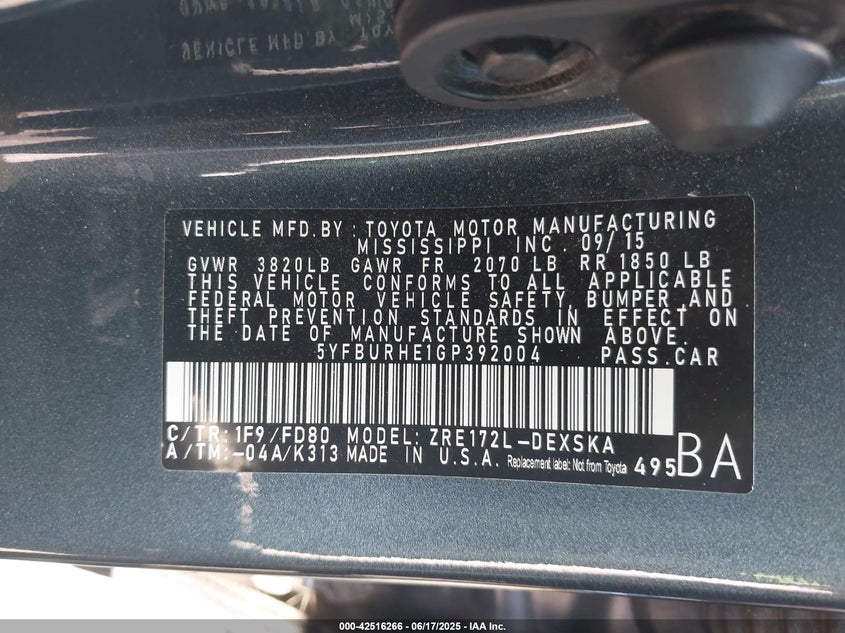 VEHICLE MFD.BY : TOYOTA MOTOR MANUFACTURING
MISSISSIPPI INC. 09/15
GVWR 3820LB GAWR FR 2070 LB RR 1850 LB
THIS VEHICLE CONFORMS TO ALL APPLICABLE
FEDERAL MOTOR VEHICLE SAFETY, BUMPER AND
THEFT PREVENTION STANDARDS IN EFFECT ON
THE DATE OF MANUFACTURE SHOWN ABOVE.
5YFBURHE1GP392004 PASS.CAR
C/TR: 1F9/FD80 MODEL: ZRE172L-DEXSKA
A/TM:-04A/K313 MADE IN U.S.A. Replacement label: Not from Toyota 495BA
000-42516266 - 06/17/2025 - IAA Inc.